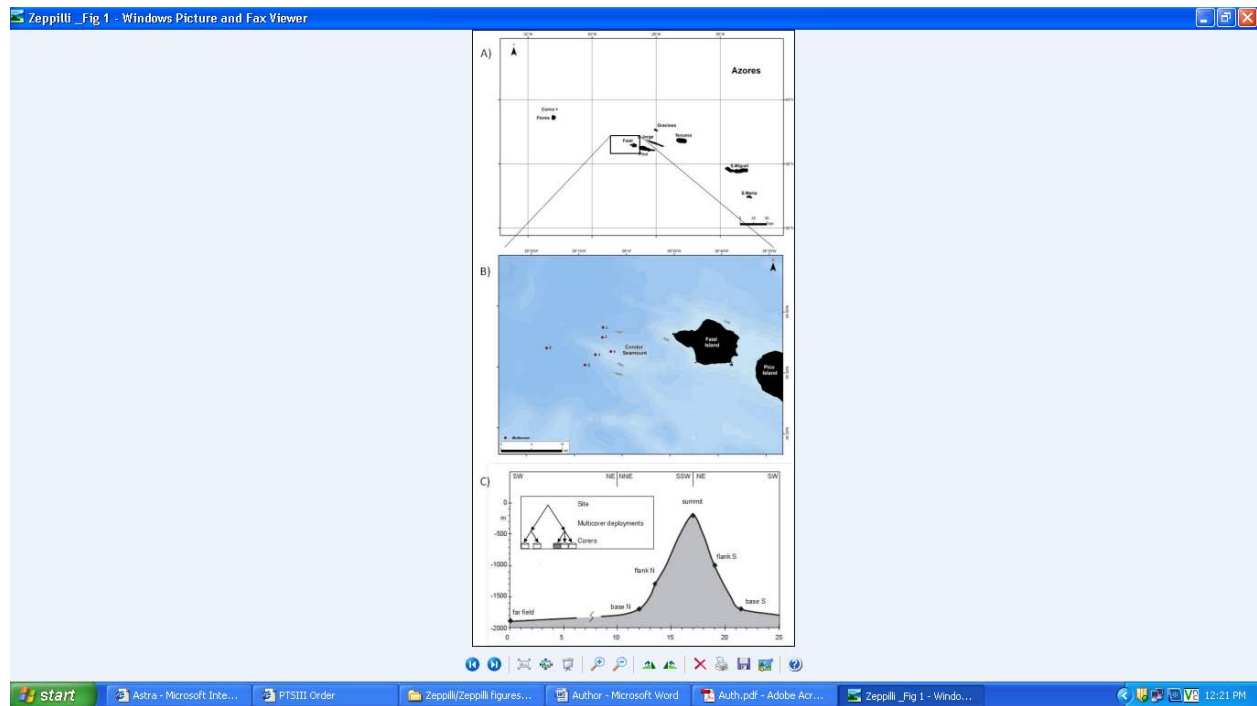 Zeppilli _Fig 1 - Windows Picture and Fax Viewer
A)
Azores
Corvo
Flores
Graciosa
Terceira
Faial
S.Jorge
Pico
S.Miguel
S.Maria
B)
Condor
Seamount
Faial
Island
Pico
Island
Multicorer
C)
SW
NE
NNE
SSW
NE
SW
summit
0
m
-500
-1000
-1500
-2000
Site
Multicorer deployments
Corers
flank N
flank S
base N
base S
far field
0
5
10
15
20
25
start
Astra - Microsoft Inte...
PTSIII Order
Zeppilli/Zeppilli figures...
Author - Microsoft Word
Auth.pdf - Adobe Acr...
Zeppilli _Fig 1 - Windo...
12:21 PM